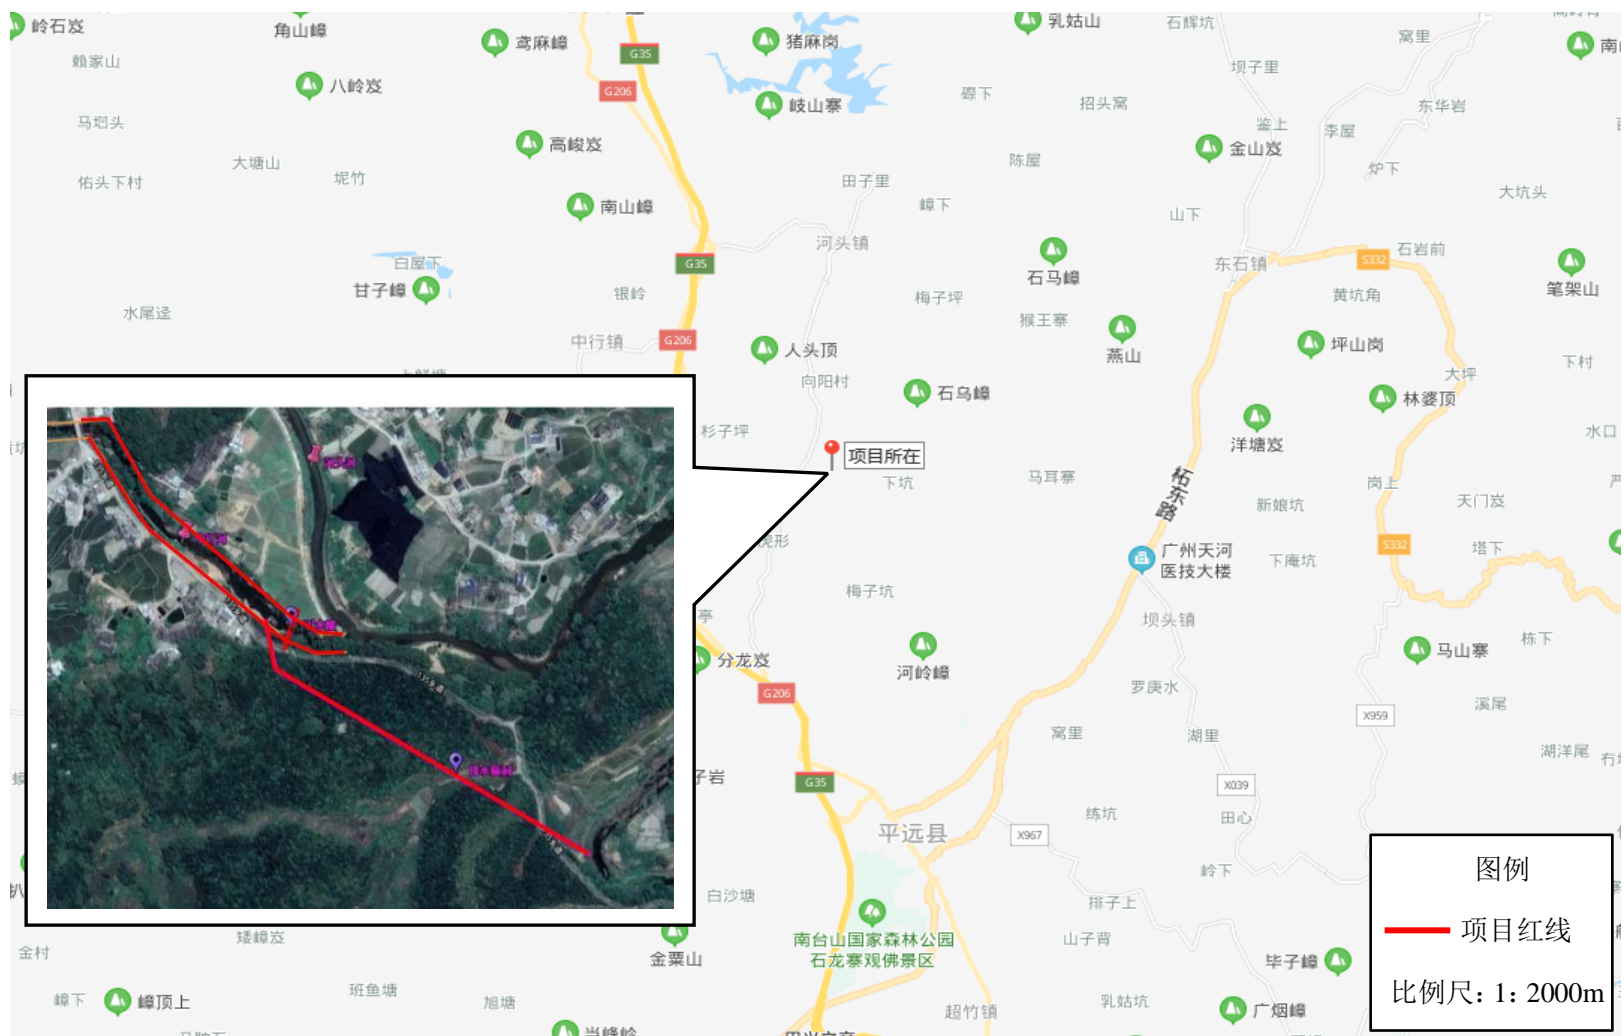 岭石岌
角山嶂
鸢麻嶂
G35
猪麻岗
乳姑山
石辉坑
窝里
赖家山
八岭岌
G206
岐山寨
磜下
招头窝
坝子里
东华岩
马垇头
高峻岌
陈屋
鉴上
李屋
金山岌
炉下
佑头下村
大塘山
坭竹
南山嶂
田子里
嶂下
山下
大坑头
河头镇
白屋下
甘子嶂
G35
银岭
石马嶂
梅子坪
东石镇
S332
石岩前
黄坑角
笔架山
水尾迳
中行镇
G206
人头顶
猴王寨
燕山
坪山岗
下村
向阳村
石乌嶂
大坪
林婆顶
杉子坪
洋塘岌
水口
项目所在
下坑
马耳寨
柘东路
新娘坑
岗上
天门岌
S332
塔下
广州天河
医技大楼
下庵坑
梅子坑
坝头镇
分龙岌
河岭嶂
马山寨
栋下
G206
罗庚水
X959
溪尾
窝里
湖里
湖洋尾
子岩
G35
X039
练坑
田心
平远县
X967
岭下
白沙塘
排子上
南台山国家森林公园
石龙寨观佛景区
山子背
毕子嶂
矮嶂岌
金村
金粟山
嶂下
嶂顶上
班鱼塘
旭塘
超竹镇
乳姑坑
广烟嶂
当峰岭
图例
项目红线
比例尺：1：2000m